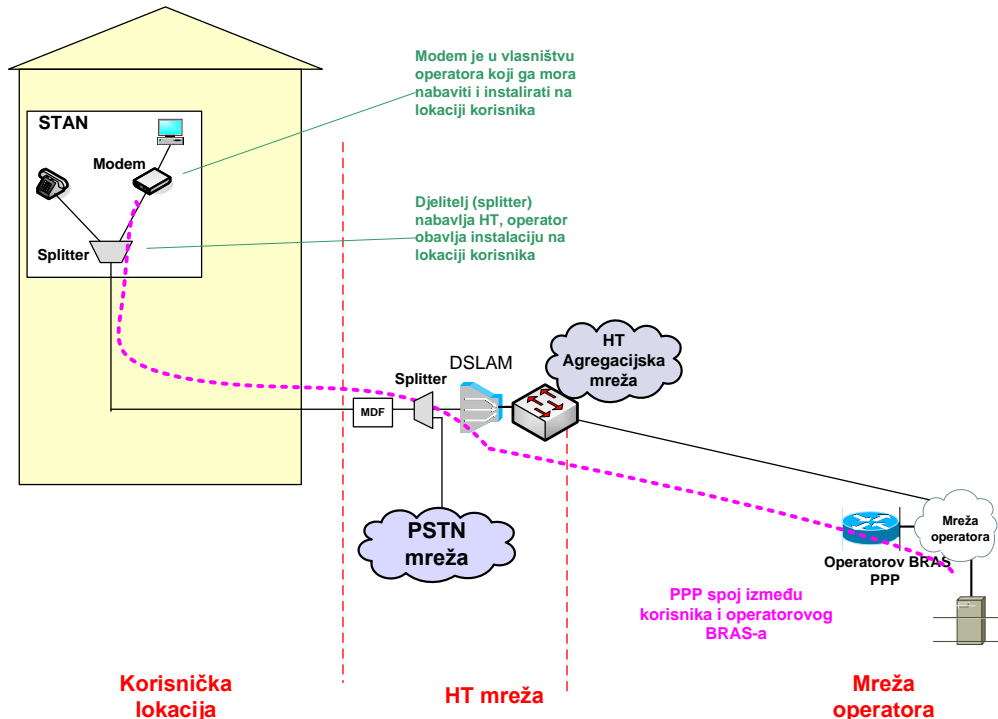 Modem je u vlasništvu
operatora koji ga mora
nabaviti i instalirati na
lokaciji korisnika
STAN
Modem
Djelitelj (splitter)
nabavlja HT, operator
obavlja instalaciju na
lokaciji korisnika
Splitter
HT
Agregacijska
mreža
DSLAM
Splitter
MDF
PSTN
mreža
Mreža
operatora
Operatorov BRAS
PPP
PPP spoj između
korisnika i operatorovog
BRAS-a
Korisnička
lokacija
HT mreža
Mreža
operatora